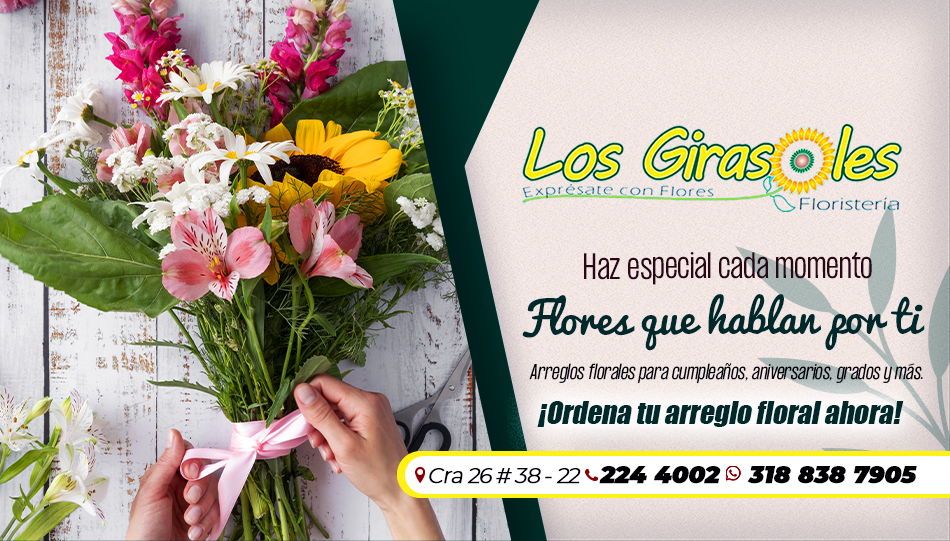 Los Girasoles
Exprésate con Flores
Floristería
Haz especial cada momento
Flores que hablan por ti
Arreglos florales para cumpleaños, aniversarios, grados y más.
¡Ordena tu arreglo floral ahora!
Cra 26 # 38 - 22 224 4002 318 838 7905